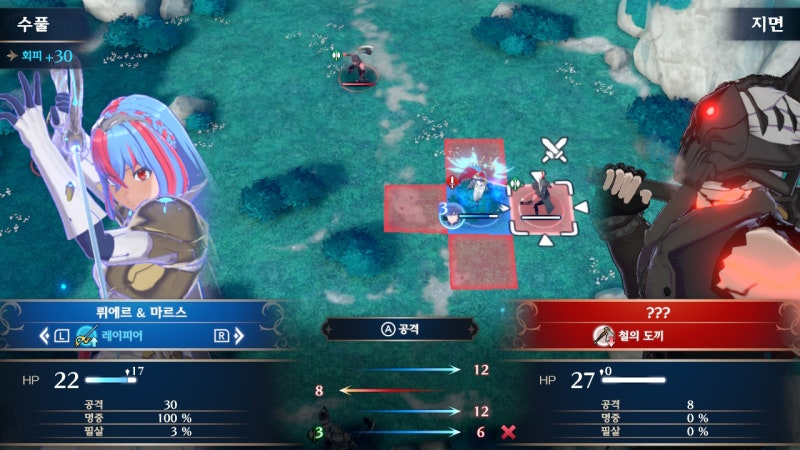 수풀
지면
회피 +30
3
뤼에르 & 마르스
???
L 레이피어 R
A 공격
철의 도끼
12
HP 22 17
HP 27 0
8
공격 30
공격 8
명중 100 %
12
명중 0 %
필살 3 %
3 6
필살 0 %